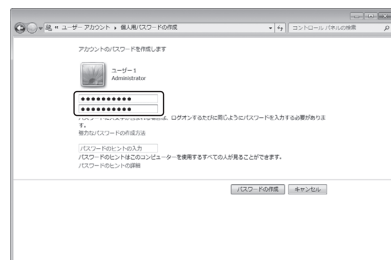 ユーザー アカウント ▸ 個人用パスワードの作成
コントロール パネルの検索
アカウントのパスワードを作成します
ユーザー 1
Administrator
●●●●●●●●●●
●●●●●●●●●●
ログオンするたびに同じようにパスワードを入力する必要がありま
す。
強力なパスワードの作成方法
パスワードのヒントの入力
パスワードのヒントはこのコンピューターを使用するすべての人が見ることができます。
パスワードのヒントの詳細
パスワードの作成
キャンセル